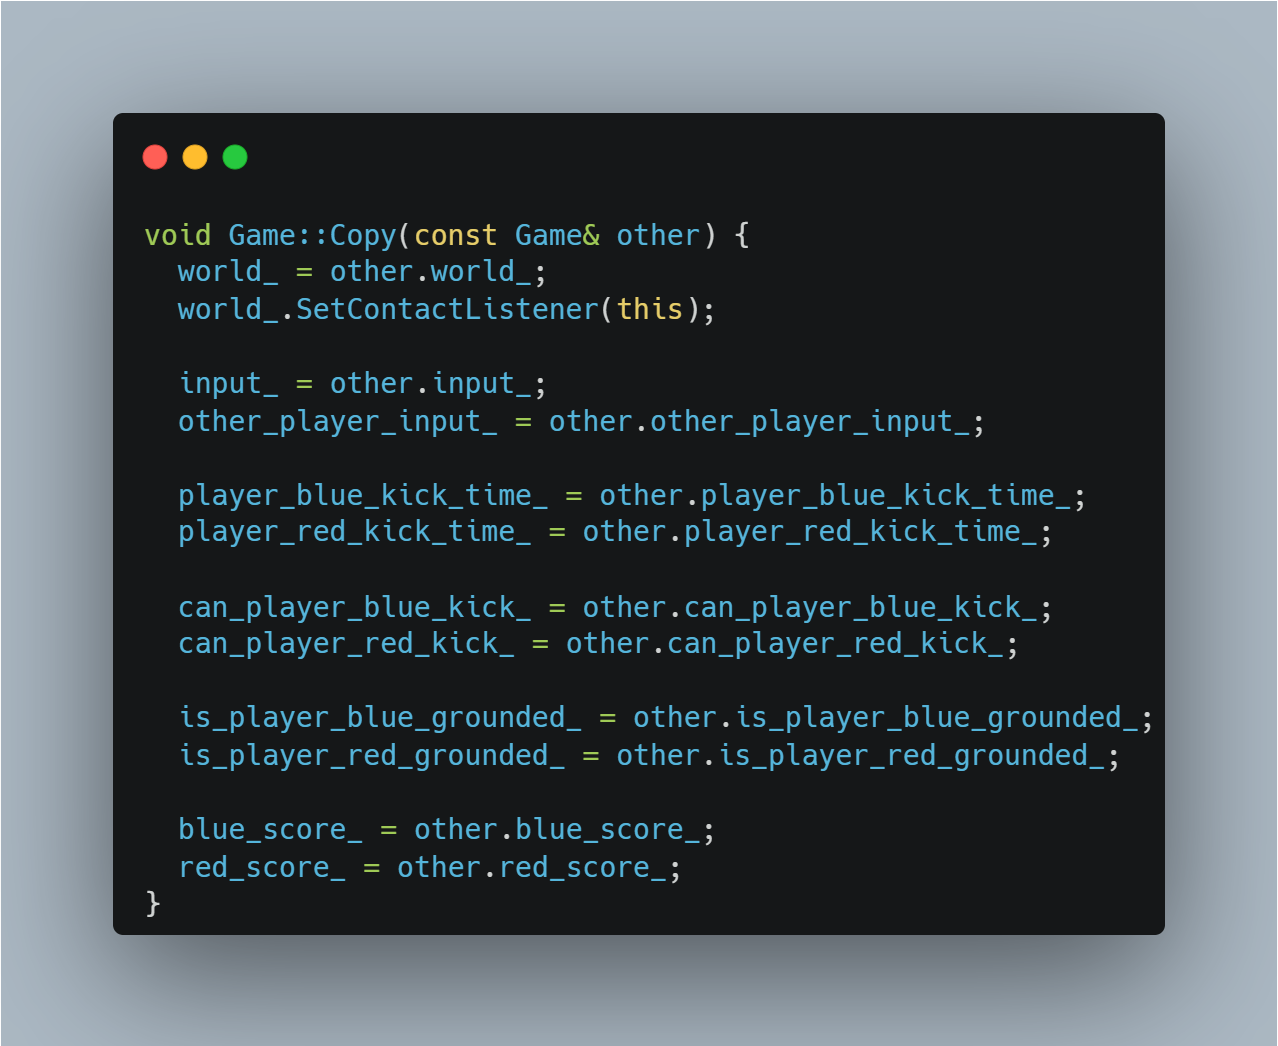 void Game::Copy(const Game& other) {
  world_ = other.world_;
  world_.SetContactListener(this);

  input_ = other.input_;
  other_player_input_ = other.other_player_input_;

  player_blue_kick_time_ = other.player_blue_kick_time_;
  player_red_kick_time_ = other.player_red_kick_time_;

  can_player_blue_kick_ = other.can_player_blue_kick_;
  can_player_red_kick_ = other.can_player_red_kick_;

  is_player_blue_grounded_ = other.is_player_blue_grounded_;
  is_player_red_grounded_ = other.is_player_red_grounded_;

  blue_score_ = other.blue_score_;
  red_score_ = other.red_score_;
}